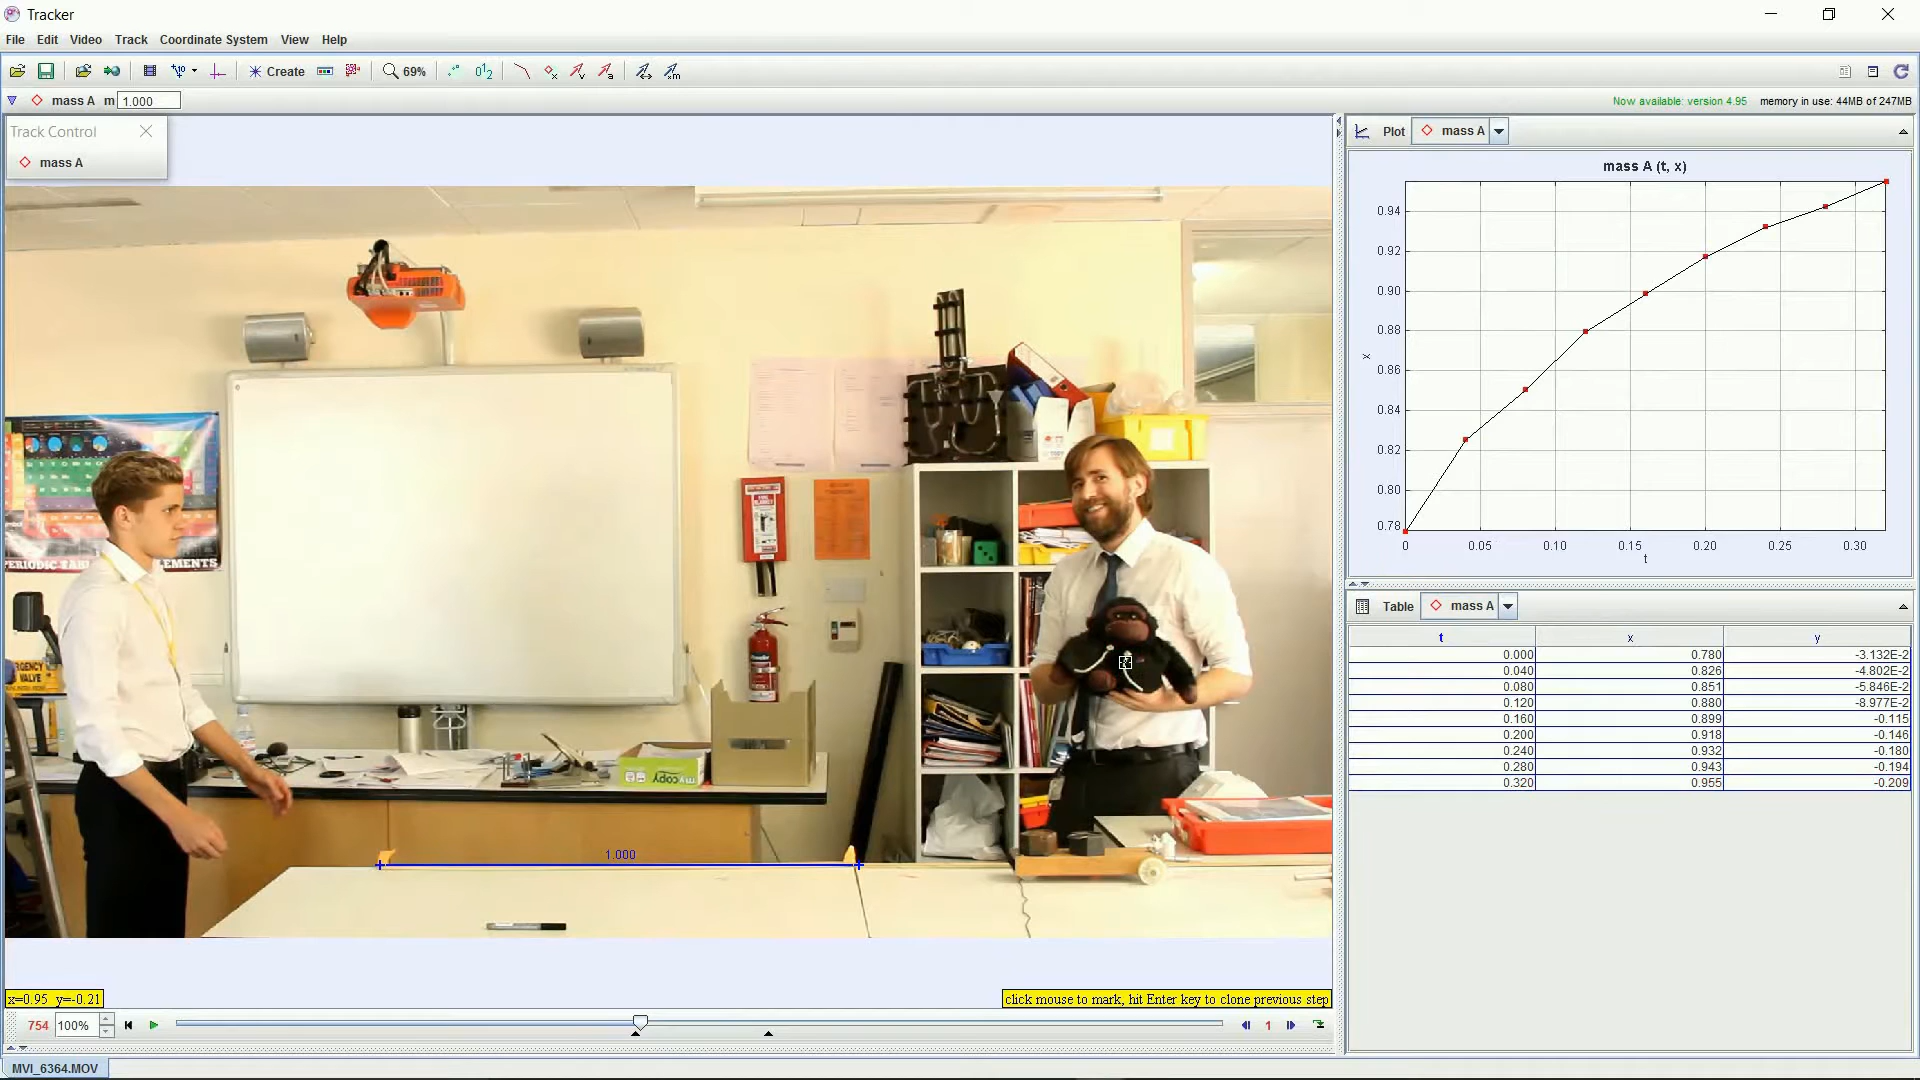 Tracker
File Edit Video Track Coordinate System View Help
Create 69%
mass A m 1.000
Now available: version 4.95 memory in use: 44MB of 247MB
Track Control
mass A
Plot mass A
mass A (t, x)
0.94
0.92
0.90
0.88
0.86
0.84
0.82
0.80
0.78
x
0 0.05 0.10 0.15 0.20 0.25 0.30
t
Table mass A
t x y
0.000 0.780 -3.132E-2
0.040 0.826 -4.802E-2
0.080 0.851 -5.846E-2
0.120 0.880 -8.977E-2
0.160 0.899 -0.115
0.200 0.918 -0.146
0.240 0.932 -0.180
0.280 0.943 -0.194
0.320 0.955 -0.209
PERIODIC TAB
EMENTS
VALVE
mycopy
1.000
x=0.95 y=-0.21
click mouse to mark, hit Enter key to clone previous step
754 100% 1
MVI_6364.MOV